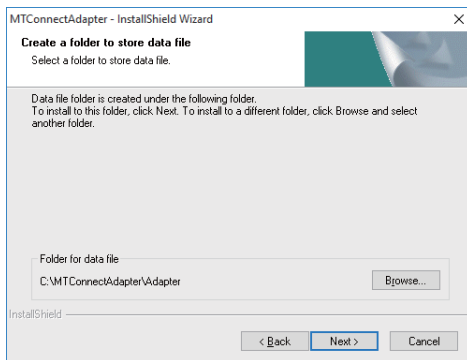 MTConnectAdapter - InstallShield Wizard
Create a folder to store data file
Select a folder to store data file.
Data file folder is created under the following folder.
To install to this folder, click Next. To install to a different folder, click Browse and select
another folder.
Folder for data file
C:\MTConnectAdapter\Adapter
Browse...
InstallShield
< Back
Next >
Cancel